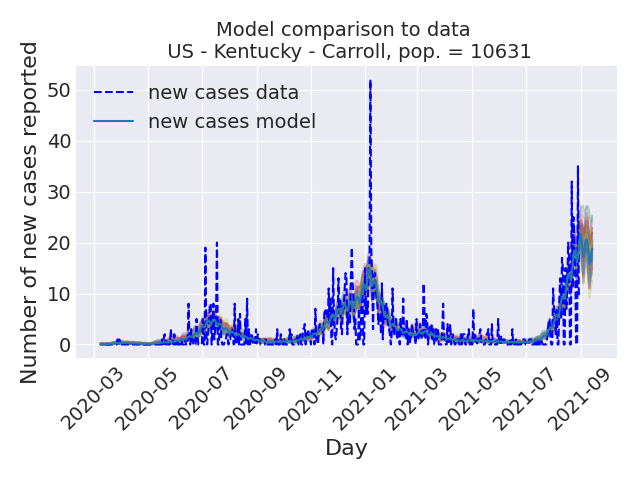 Model comparison to data
US - Kentucky - Carroll, pop. = 10631
Number of new cases reported
50
40
30
20
10
0
new cases data
new cases model
2020-03
2020-05
2020-07
2020-09
2020-11
2021-01
2021-03
2021-05
2021-07
2021-09
Day